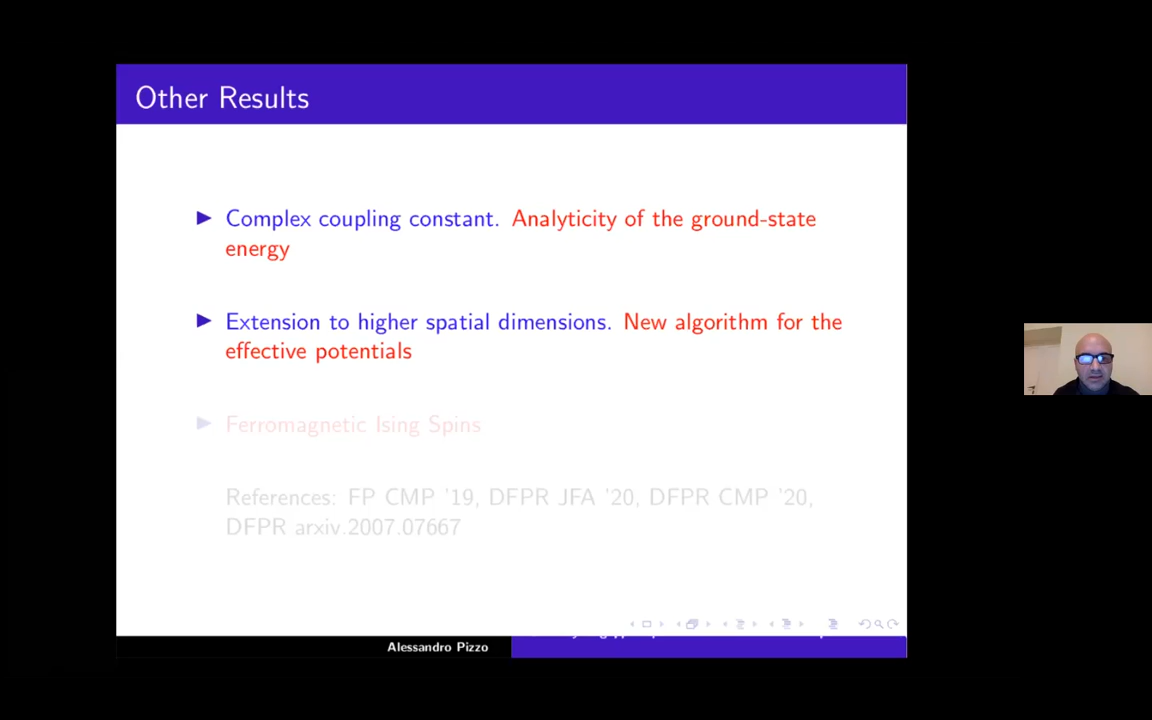 Other Results
Complex coupling constant. Analyticity of the ground-state
energy
Extension to higher spatial dimensions. New algorithm for the
effective potentials
Ferromagnetic Ising Spins
References: FP CMP '19, DFPR JFA '20, DFPR CMP '20,
DFPR arxiv.2007.07667
Alessandro Pizzo